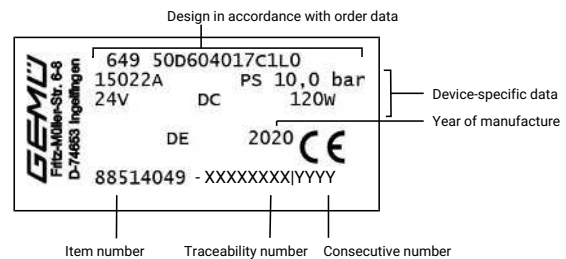 Design in accordance with order data
GEMÜ
Fritz-Müller-Str. 6-8
D-74653 Ingelfingen
649 50D604017C1L0
15022A PS 10,0 bar
24V DC 120W
DE 2020 CE
88514049 -XXXXXXXX|YYYY
Device-specific data
Year of manufacture
Item number Traceability number Consecutive number